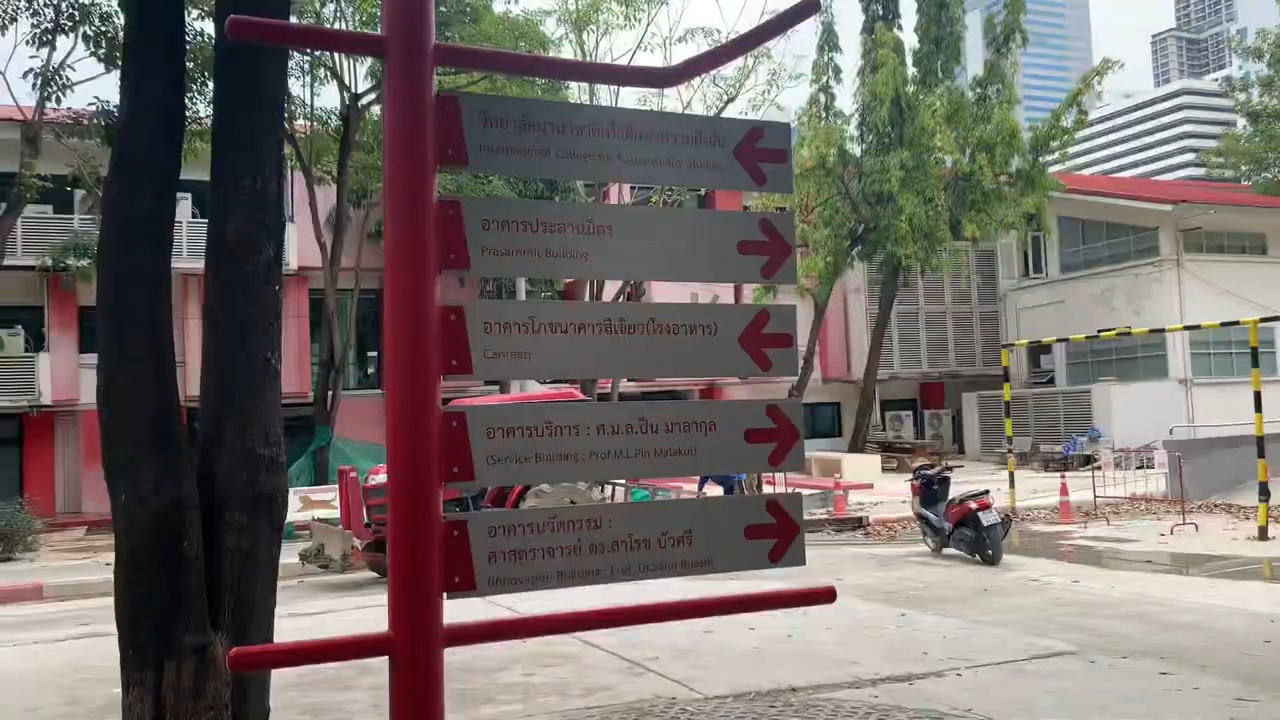 วิทยาลัยนานาชาติเพื่อศึกษาความยั่งยืน
International College for Sustainability Studies
อาคารประสานมิตร
Prasarnmit Building
อาคารโภชนาคารสีเขียว(โรงอาหาร)
Canteen
อาคารบริการ : ศ.ม.ล.ปิ่น มาลากุล
(Service Building : Prof.M.L.Pin Malakul)
อาคารนวัตกรรม :
ศาสตราจารย์ ดร.สาโรช บัวศรี
(Innovation Building : Prof. Dr.Saroj Buasri)